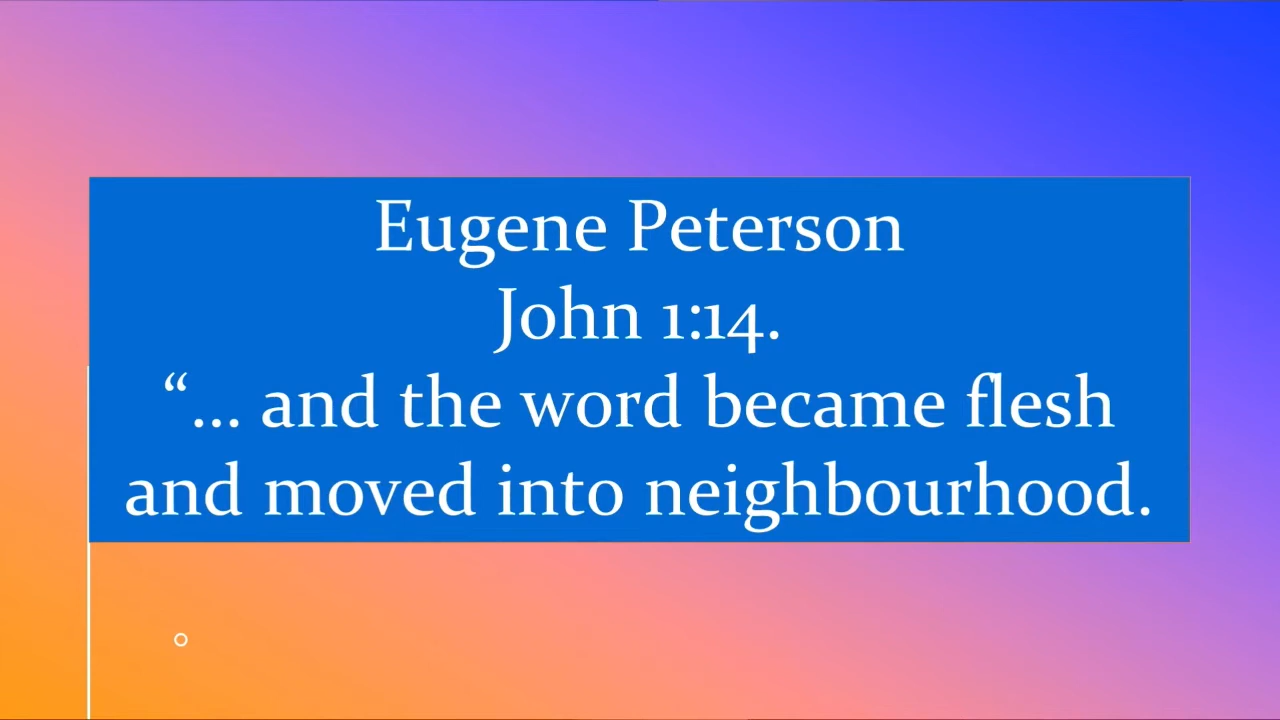 Eugene Peterson
John 1:14.
“... and the word became flesh
and moved into neighbourhood.